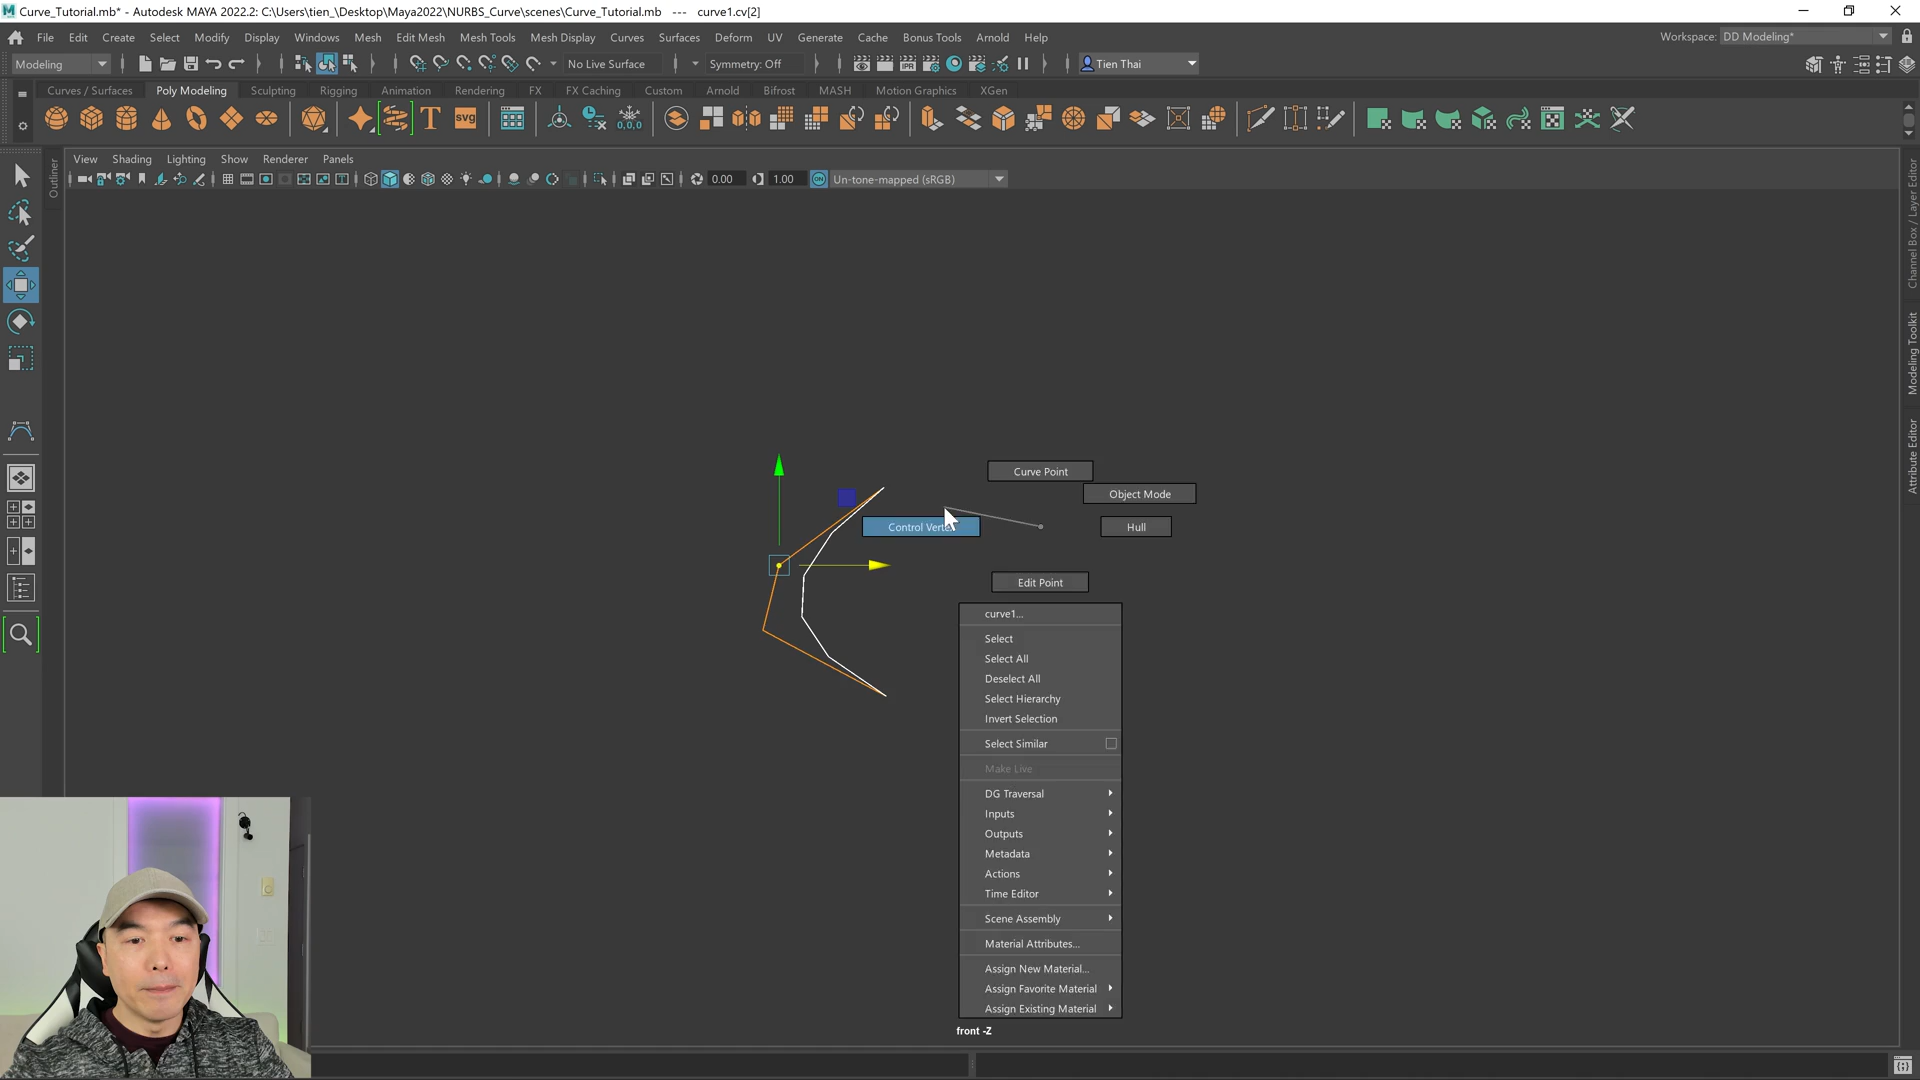 Curve_Tutorial.mb* - Autodesk MAYA 2022.2: C:\Users\tien_\Desktop\Maya2022\NURBS_Curve\scenes\Curve_Tutorial.mb --- curve1.cv[2]
File Edit Create Select Modify Display Windows Mesh Edit Mesh Mesh Tools Mesh Display Curves Surfaces Deform UV Generate Cache Bonus Tools Arnold Help Workspace: DD Modeling*
Modeling No Live Surface Symmetry: Off Tien Thai
Curves / Surfaces Poly Modeling Sculpting Rigging Animation Rendering FX FX Caching Custom Arnold Bifrost MASH Motion Graphics XGen
T SVG 0,0,0
View Shading Lighting Show Renderer Panels
0.00 1.00 ON Un-tone-mapped (sRGB)
Outliner
Channel Box / Layer Editor
Modeling Toolkit
Attribute Editor
Curve Point
Object Mode
Control Verte
Hull
Edit Point
curve1...
Select
Select All
Deselect All
Select Hierarchy
Invert Selection
Select Similar
Make Live
DG Traversal
Inputs
Outputs
Metadata
Actions
Time Editor
Scene Assembly
Material Attributes...
Assign New Material...
Assign Favorite Material
Assign Existing Material
front -Z